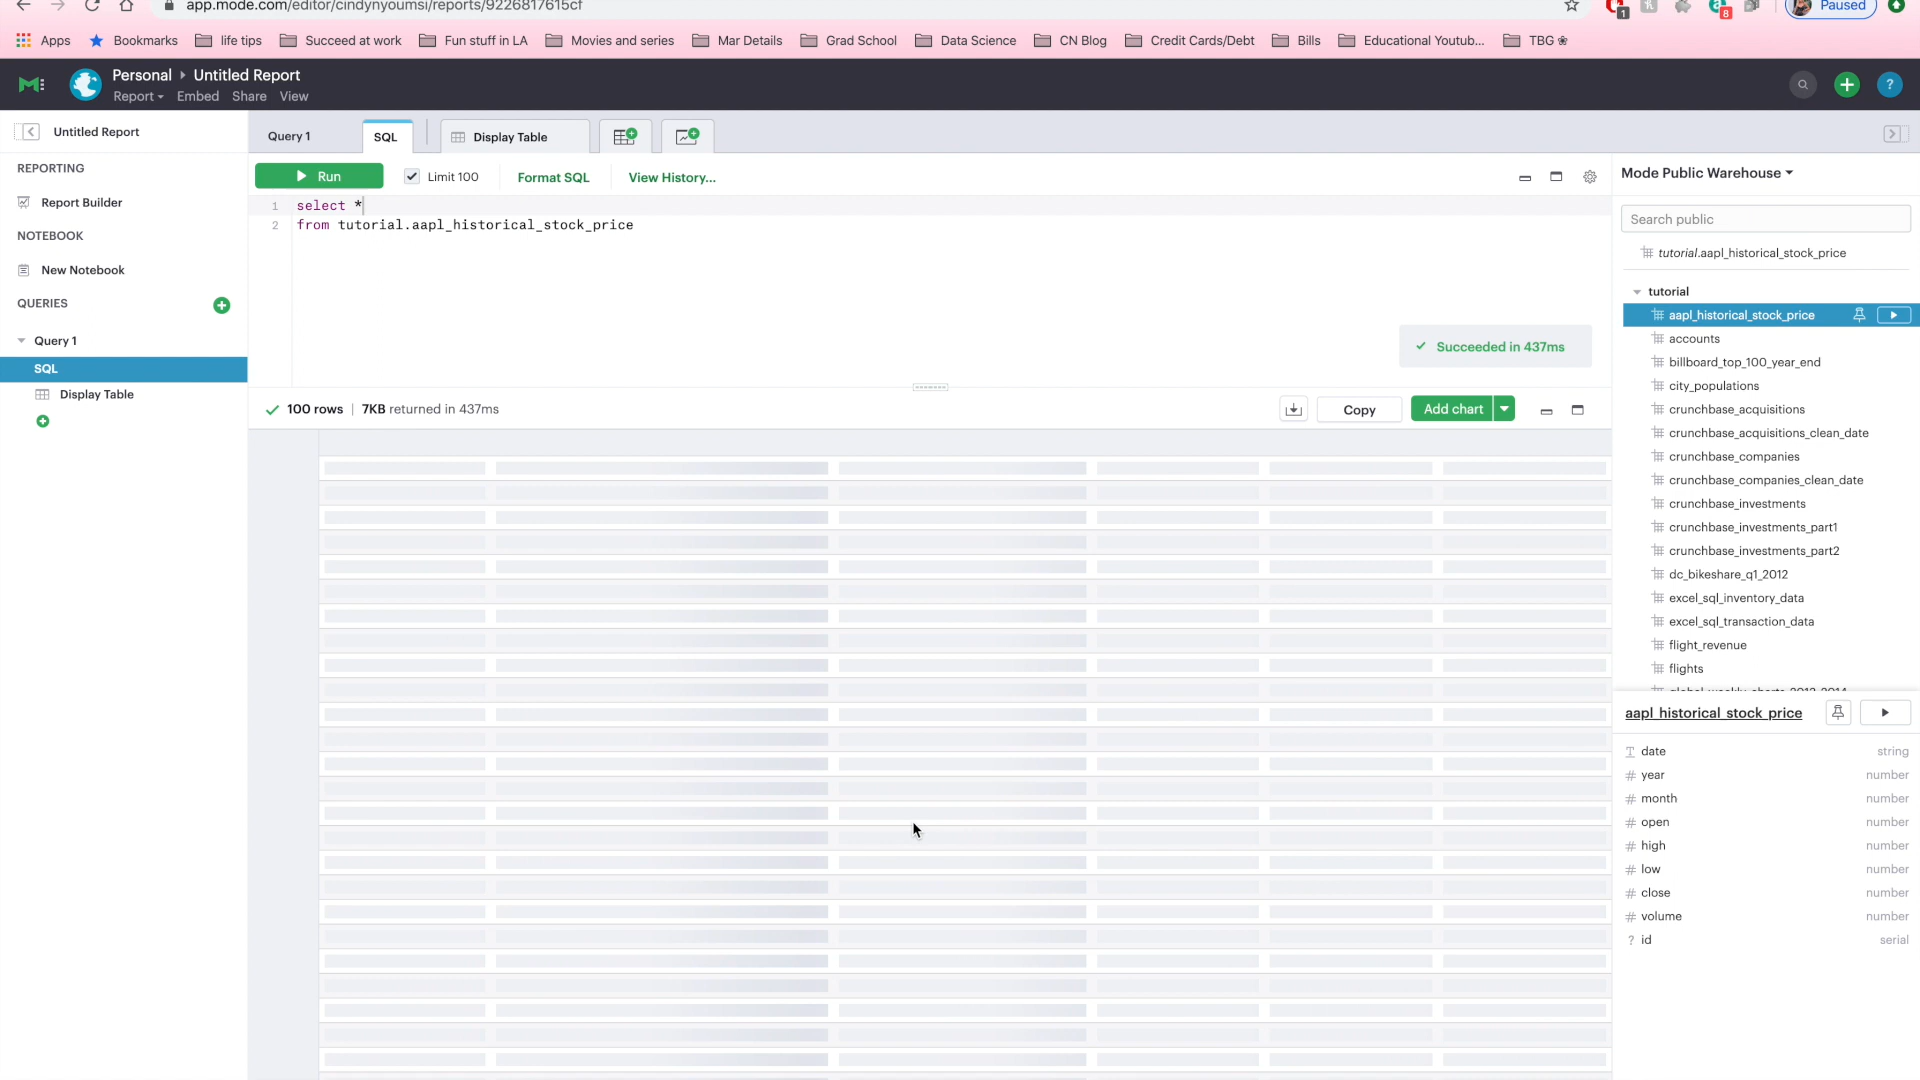 app.mode.com/editor/cindynyoumsi/reports/9226817615cf
1
8
Paused
Apps
Bookmarks
life tips
Succeed at work
Fun stuff in LA
Movies and series
Mar Details
Grad School
Data Science
CN Blog
Credit Cards/Debt
Bills
Educational Youtub...
TBG ❀
Personal
Untitled Report
Report
Embed
Share
View
?
Untitled Report
REPORTING
Report Builder
NOTEBOOK
New Notebook
QUERIES
Query 1
SQL
Display Table
Query 1
SQL
Display Table
Run
Limit 100
Format SQL
View History...
1 select *
2 from tutorial.aapl_historical_stock_price
Succeeded in 437ms
100 rows | 7KB returned in 437ms
Copy
Add chart
Mode Public Warehouse
Search public
tutorial.aapl_historical_stock_price
tutorial
aapl_historical_stock_price
accounts
billboard_top_100_year_end
city_populations
crunchbase_acquisitions
crunchbase_acquisitions_clean_date
crunchbase_companies
crunchbase_companies_clean_date
crunchbase_investments
crunchbase_investments_part1
crunchbase_investments_part2
dc_bikeshare_q1_2012
excel_sql_inventory_data
excel_sql_transaction_data
flight_revenue
flights
aapl_historical_stock_price
T date string
# year number
# month number
# open number
# high number
# low number
# close number
# volume number
? id serial